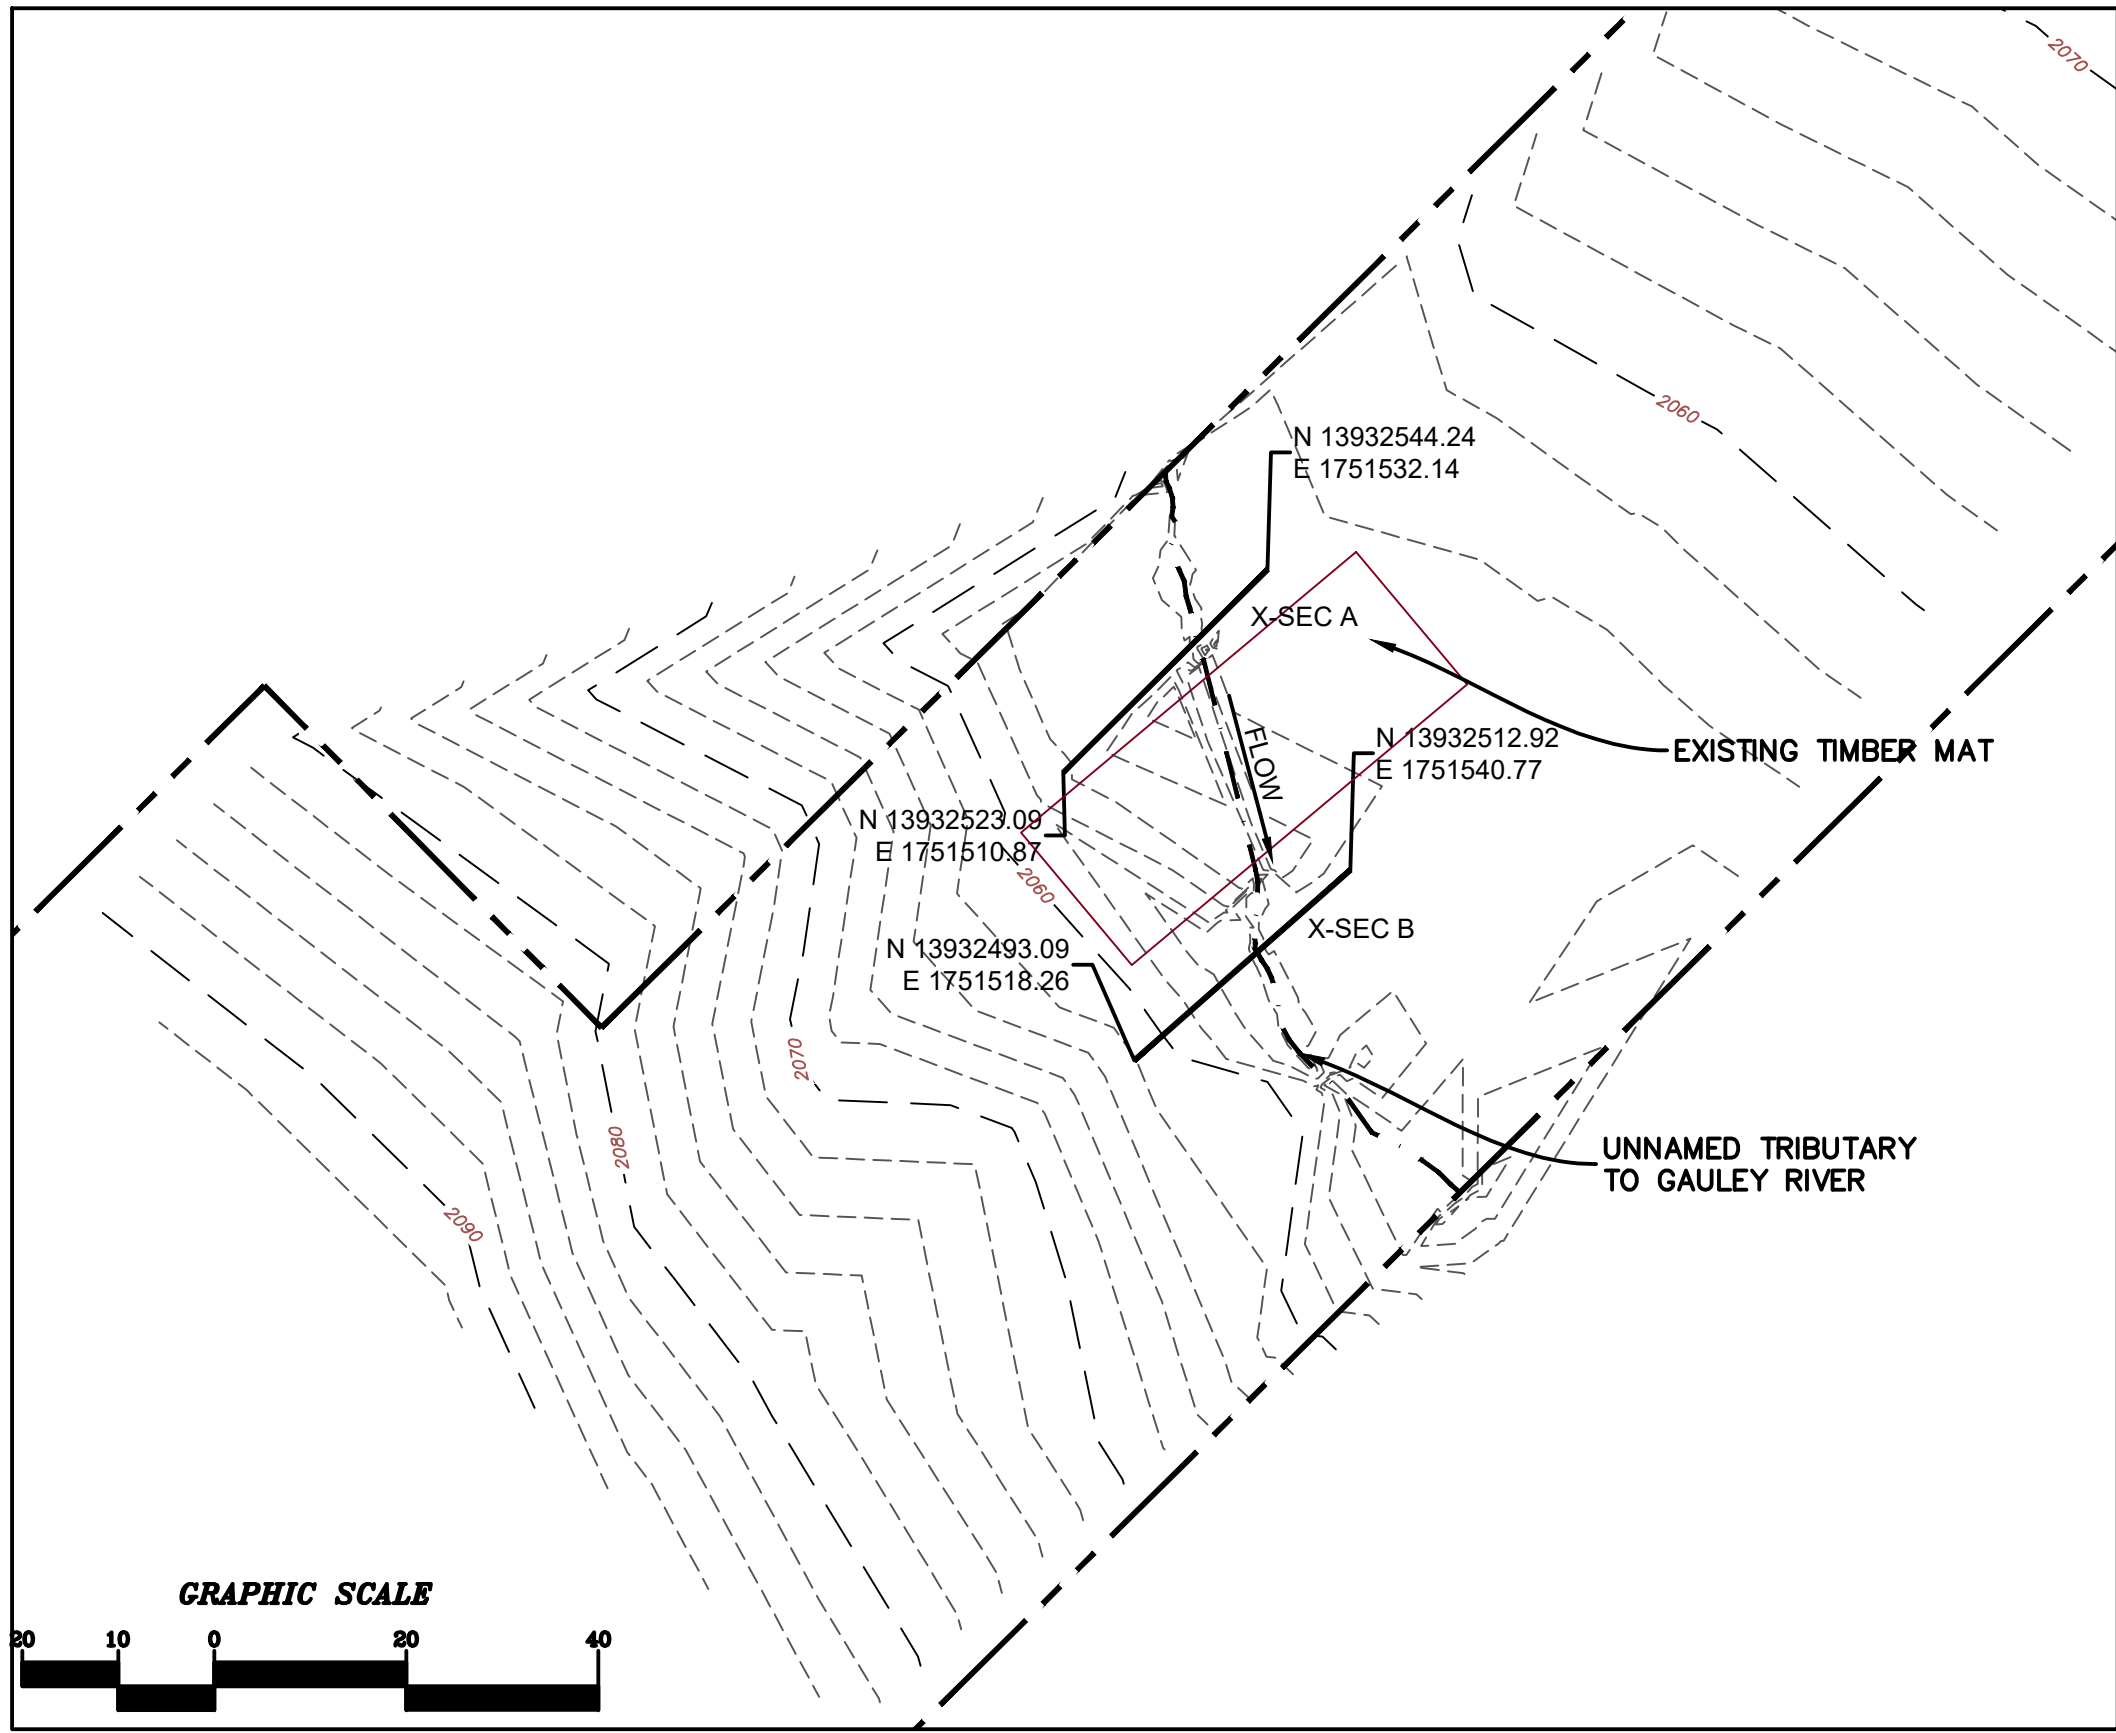 2070
2060
N 13932544.24
E 1751532.14
X-SEC A
FLOW
N 13932512.92
E 1751540.77
EXISTING TIMBER MAT
N 13932523.09
E 1751510.87
2060
X-SEC B
N 13932493.09
E 1751518.26
2070
2080
UNNAMED TRIBUTARY
TO GAULEY RIVER
2090
GRAPHIC SCALE
20 10 0 20 40